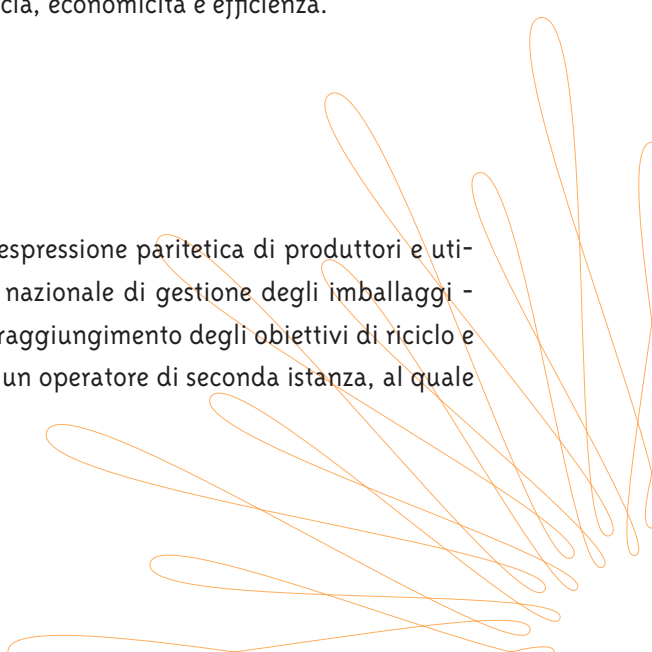 cia, economicità e efficienza.
espressione paritetica di produttori e uti-
nazionale di gestione degli imballaggi -
raggiungimento degli obiettivi di riciclo e
un operatore di seconda istanza, al quale